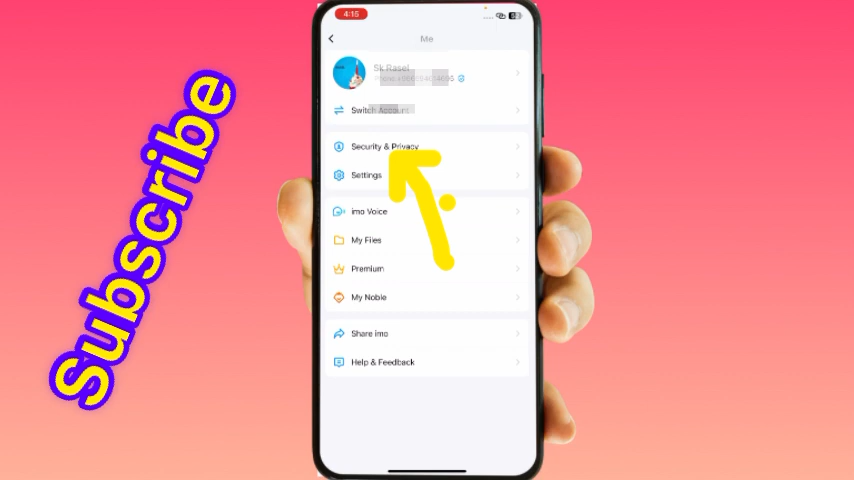 4:15
Me
Sk Rasel
Switch Account
Security & Privacy
Settings
imo Voice
My Files
Premium
My Noble
Share imo
Help & Feedback
Subscribe